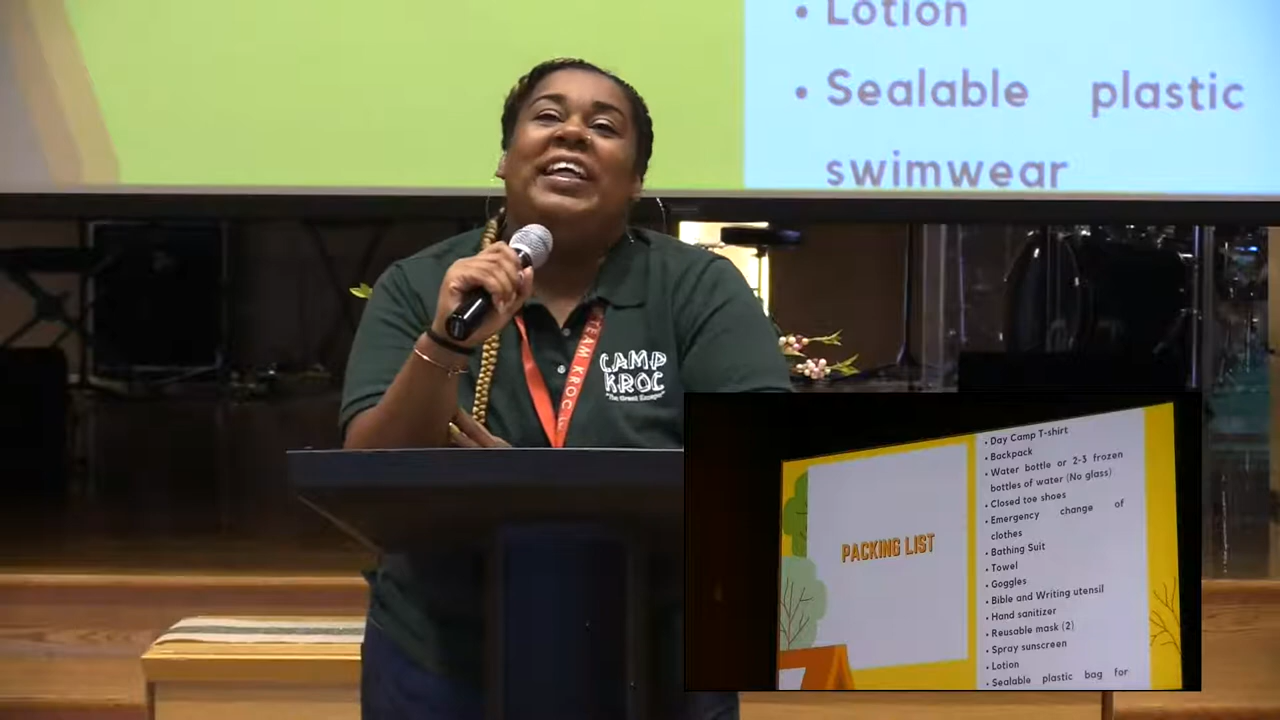 • Lotion
• Sealable plastic
swimwear
TEAM KROC
CAMP
KROC
"The Great Escape"
PACKING LIST
• Day Camp T-shirt
• Backpack
• Water bottle or 2-3 frozen
bottles of water (No glass)
• Closed toe shoes
• Emergency change of
clothes
• Bathing Suit
• Towel
• Goggles
• Bible and Writing utensil
• Hand sanitizer
• Reusable mask (2)
• Spray sunscreen
• Lotion
• Sealable plastic bag for